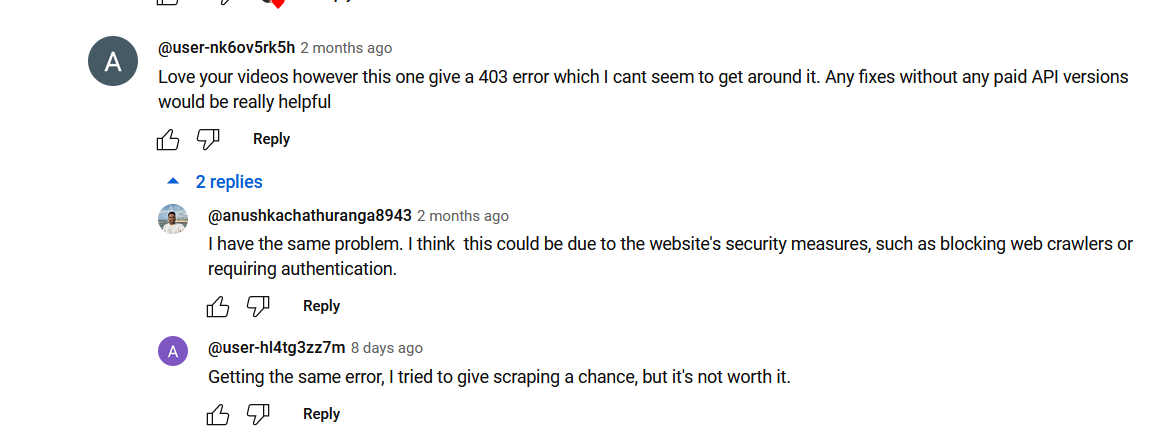 @user-nk6ov5rk5h 2 months ago
Love your videos however this one give a 403 error which I cant seem to get around it. Any fixes without any paid API versions
would be really helpful
Reply
2 replies
@anushkachathuranga8943 2 months ago
I have the same problem. I think  this could be due to the website's security measures, such as blocking web crawlers or
requiring authentication.
Reply
A
@user-hl4tg3zz7m 8 days ago
Getting the same error, I tried to give scraping a chance, but it's not worth it.
Reply